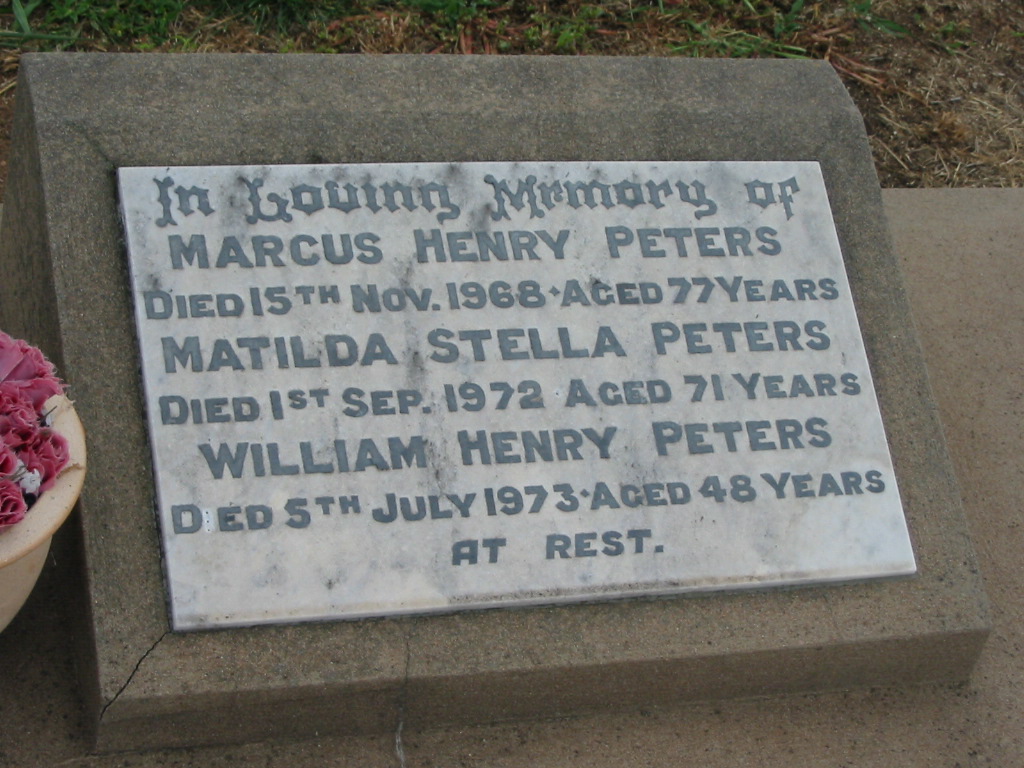 In Loving Memory of
MARCUS HENRY PETERS
DIED 15TH NOV. 1968 · AGED 77 YEARS
MATILDA STELLA PETERS
DIED 1ST SEP. 1972 AGED 71 YEARS
WILLIAM HENRY PETERS
DIED 5TH JULY 1973 · AGED 48 YEARS
AT REST.